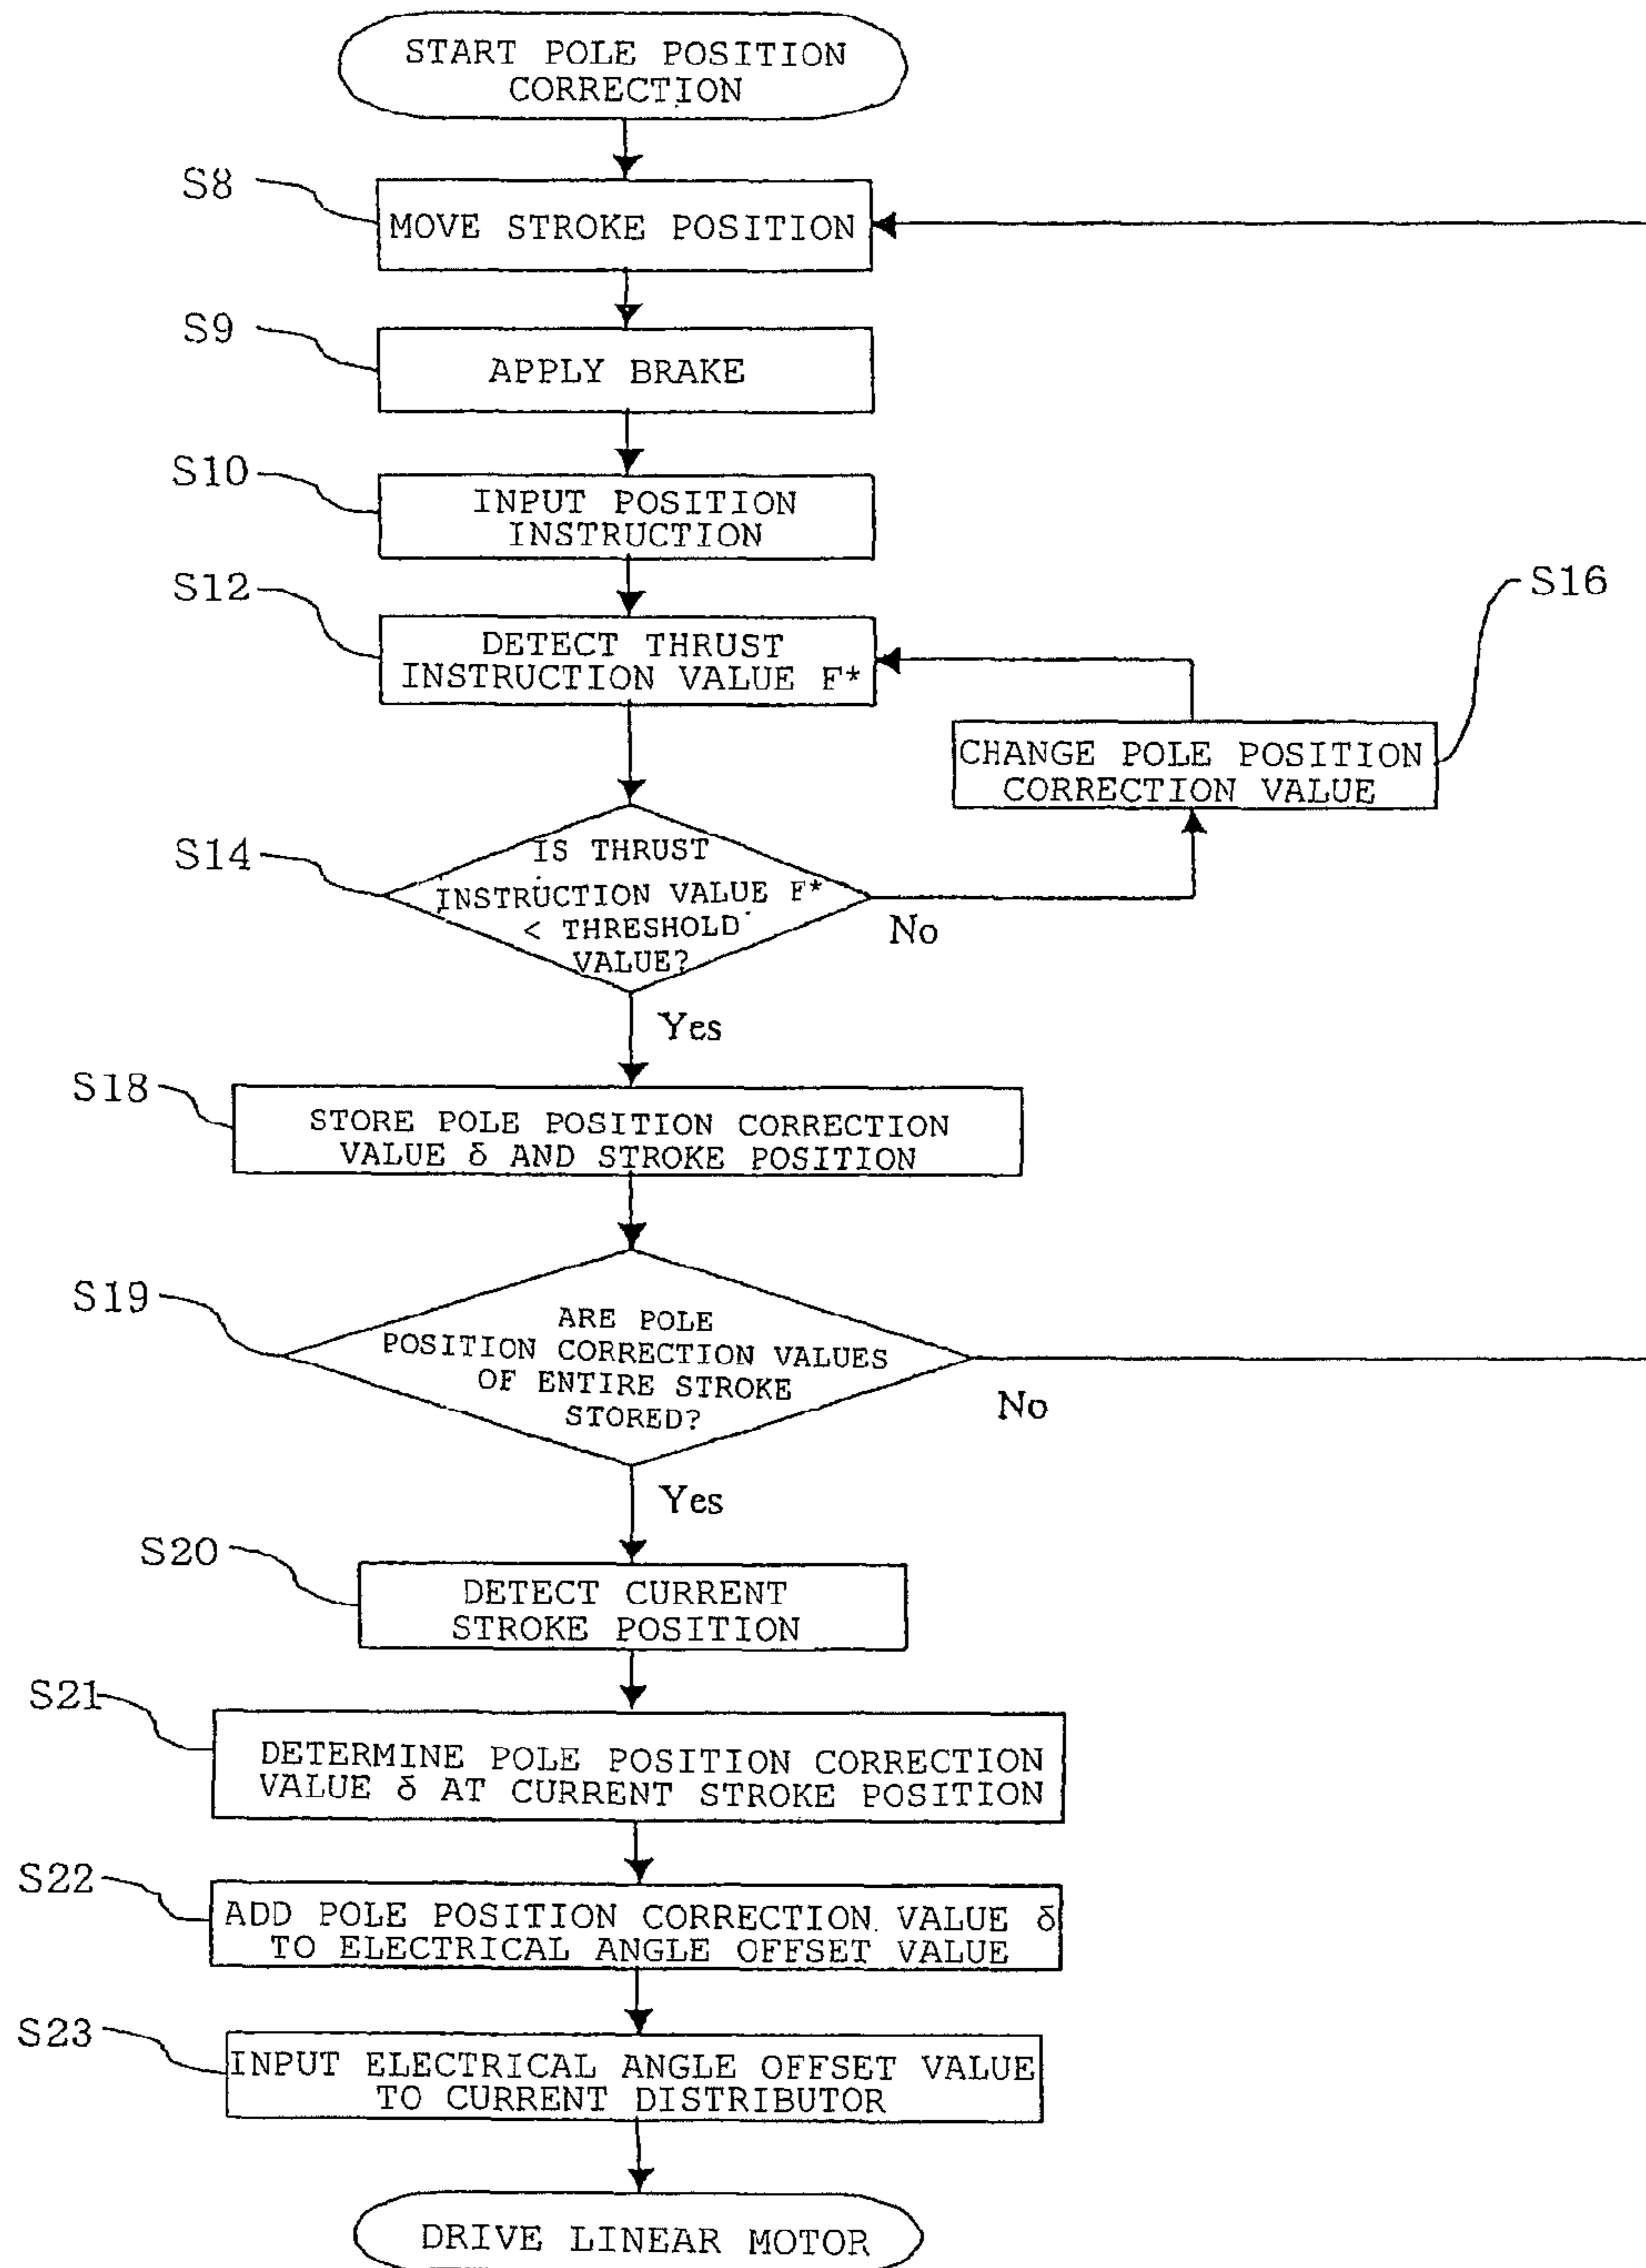 START POLE POSITION
CORRECTION
S8
MOVE STROKE POSITION
S9
APPLY BRAKE
S10
INPUT POSITION
INSTRUCTION
S12
DETECT THRUST
INSTRUCTION VALUE F*
S16
CHANGE POLE POSITION
CORRECTION VALUE
S14
IS THRUST
INSTRUCTION VALUE F*
< THRESHOLD
VALUE?
No
Yes
S18
STORE POLE POSITION CORRECTION
VALUE δ AND STROKE POSITION
S19
ARE POLE
POSITION CORRECTION VALUES
OF ENTIRE STROKE
STORED?
No
Yes
S20
DETECT CURRENT
STROKE POSITION
S21
DETERMINE POLE POSITION CORRECTION
VALUE δ AT CURRENT STROKE POSITION
S22
ADD POLE POSITION CORRECTION VALUE δ
TO ELECTRICAL ANGLE OFFSET VALUE
S23
INPUT ELECTRICAL ANGLE OFFSET VALUE
TO CURRENT DISTRIBUTOR
DRIVE LINEAR MOTOR